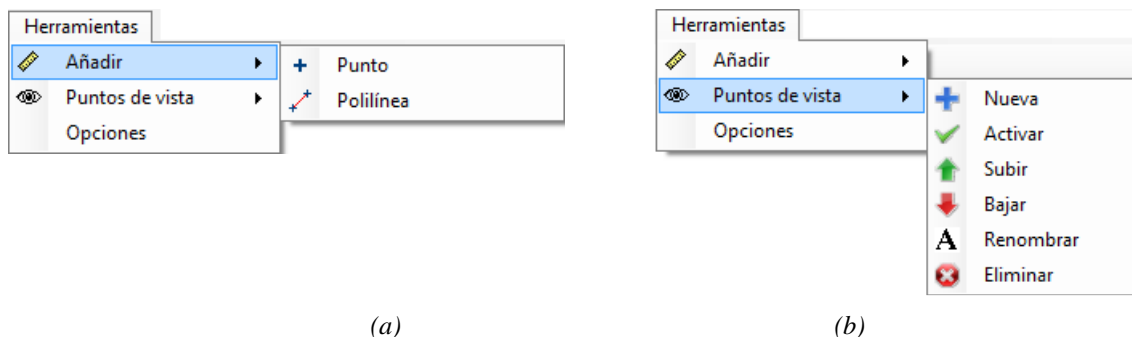 Herramientas
Añadir
Punto
Puntos de vista
Polilínea
Opciones
(a)
Herramientas
Añadir
Puntos de vista
Nueva
Opciones
Activar
Subir
Bajar
A Renombrar
Eliminar
(b)